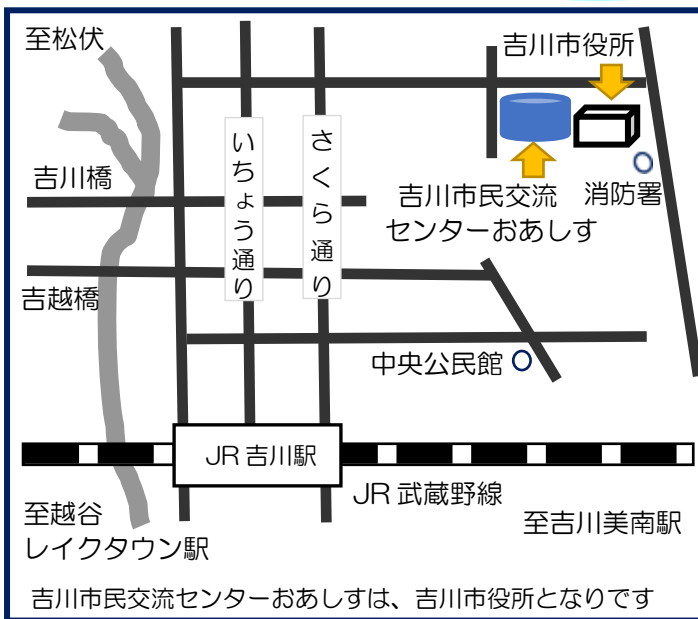 至松伏
吉川市役所
いちょう通り
さくら通り
吉川橋
吉川市民交流
センターおあしす
消防署
吉越橋
中央公民館
JR 吉川駅
JR 武蔵野線
至越谷
レイクタウン駅
至吉川美南駅
吉川市民交流センターおあしすは、吉川市役所となりです